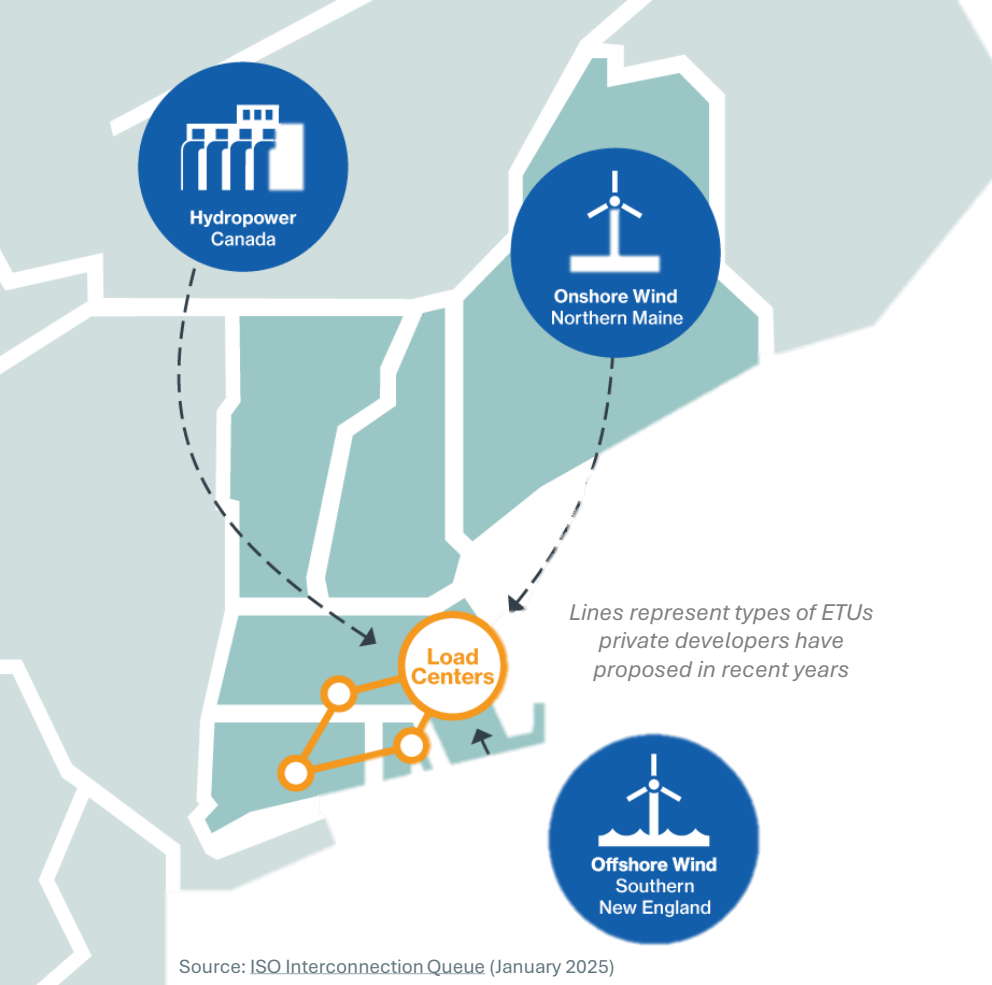 Hydropower
Canada
Onshore Wind
Northern Maine
Lines represent types of ETUs
private developers have
proposed in recent years
Load
Centers
Offshore Wind
Southern
New England
Source: ISO Interconnection Queue (January 2025)